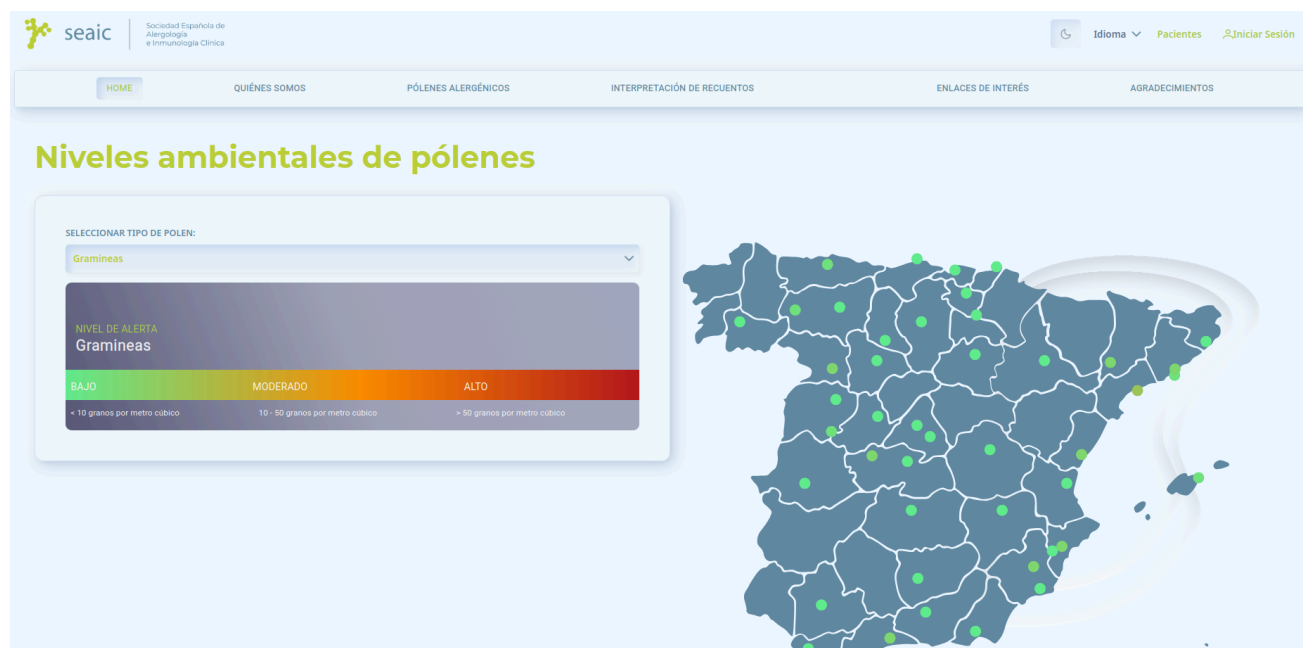 seaic
Sociedad Española de
Alergología
e Inmunología Clínica
Idioma
Pacientes
Iniciar Sesión
HOME
QUIÉNES SOMOS
PÓLENES ALERGÉNICOS
INTERPRETACIÓN DE RECUENTOS
ENLACES DE INTERÉS
AGRADECIMIENTOS
Niveles ambientales de pólenes
SELECCIONAR TIPO DE POLEN:
Gramineas
NIVEL DE ALERTA
Gramineas
BAJO
MODERADO
ALTO
< 10 granos por metro cúbico
10 - 50 granos por metro cúbico
> 50 granos por metro cúbico